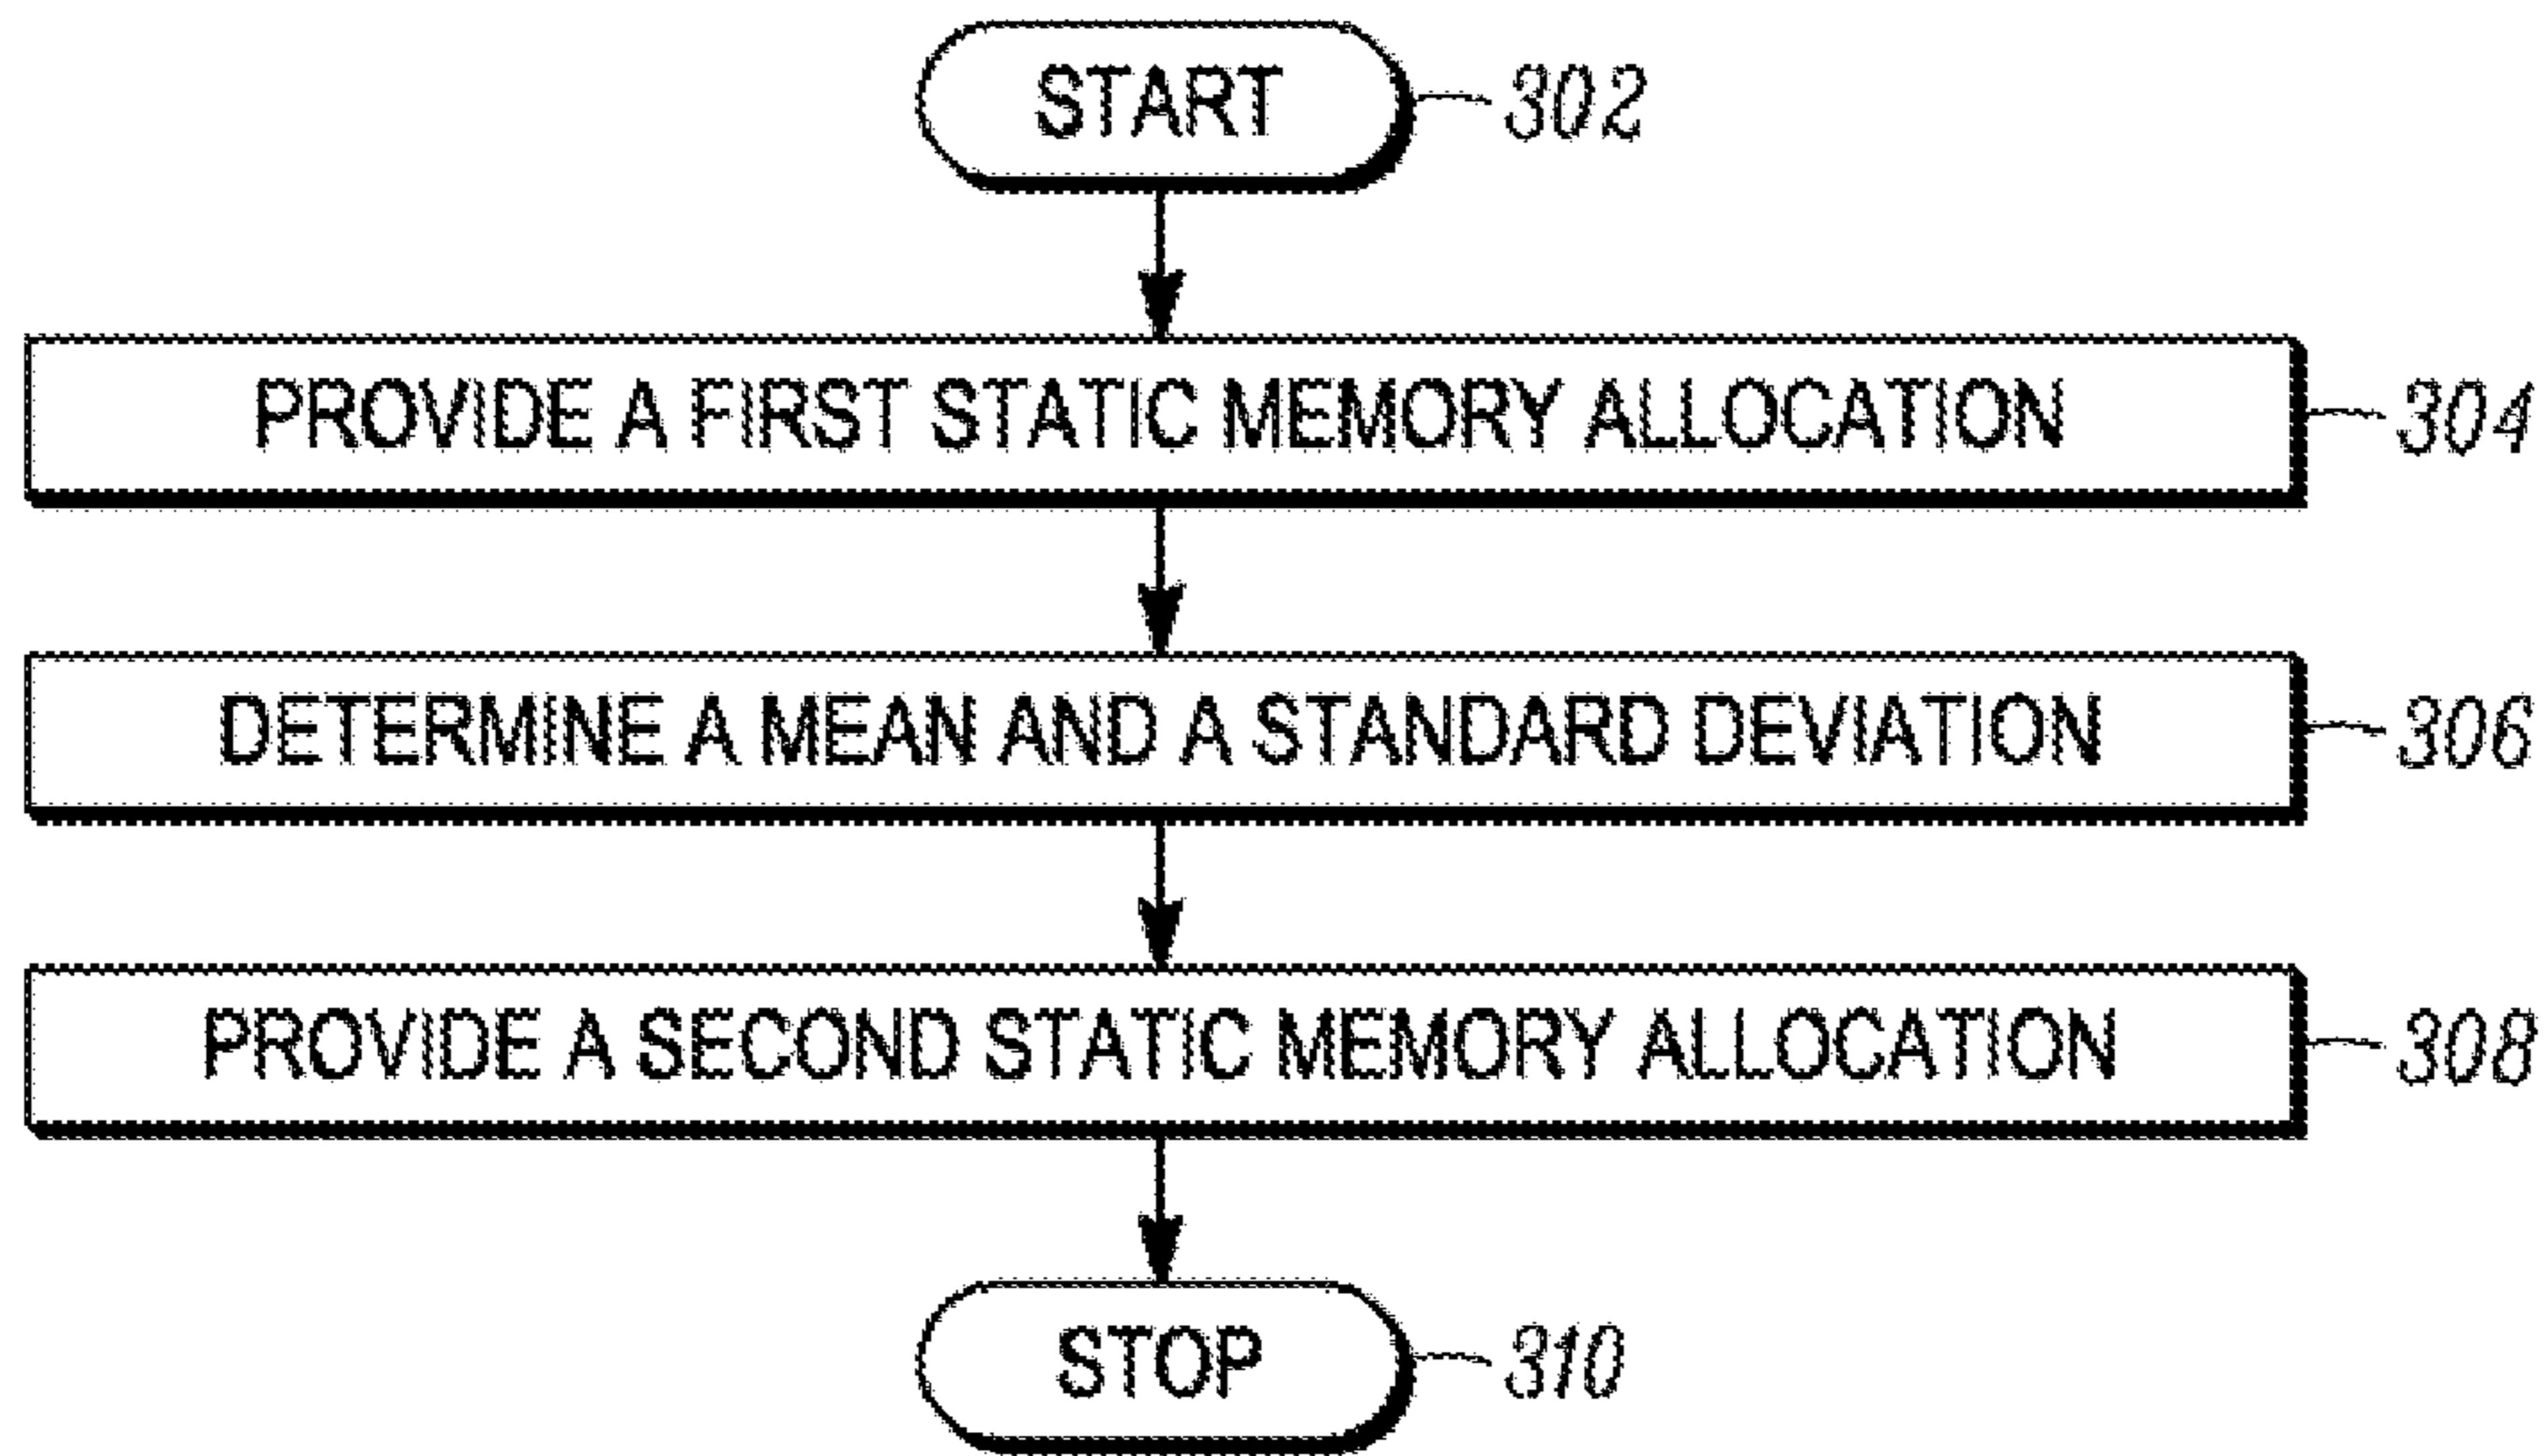 START 302
PROVIDE A FIRST STATIC MEMORY ALLOCATION 304
DETERMINE A MEAN AND A STANDARD DEVIATION 306
PROVIDE A SECOND STATIC MEMORY ALLOCATION 308
STOP 310